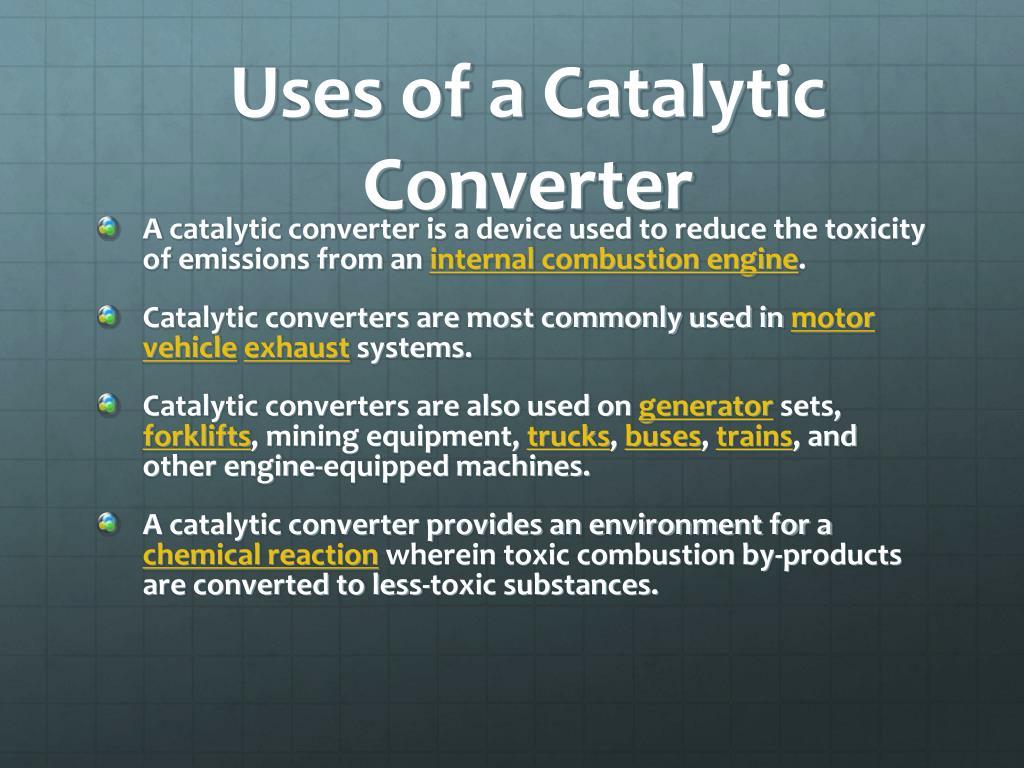 Uses of a Catalytic
Converter
A catalytic converter is a device used to reduce the toxicity
of emissions from an internal combustion engine.
Catalytic converters are most commonly used in motor
vehicle exhaust systems.
Catalytic converters are also used on generator sets,
forklifts, mining equipment, trucks, buses, trains, and
other engine-equipped machines.
A catalytic converter provides an environment for a
chemical reaction wherein toxic combustion by-products
are converted to less-toxic substances.